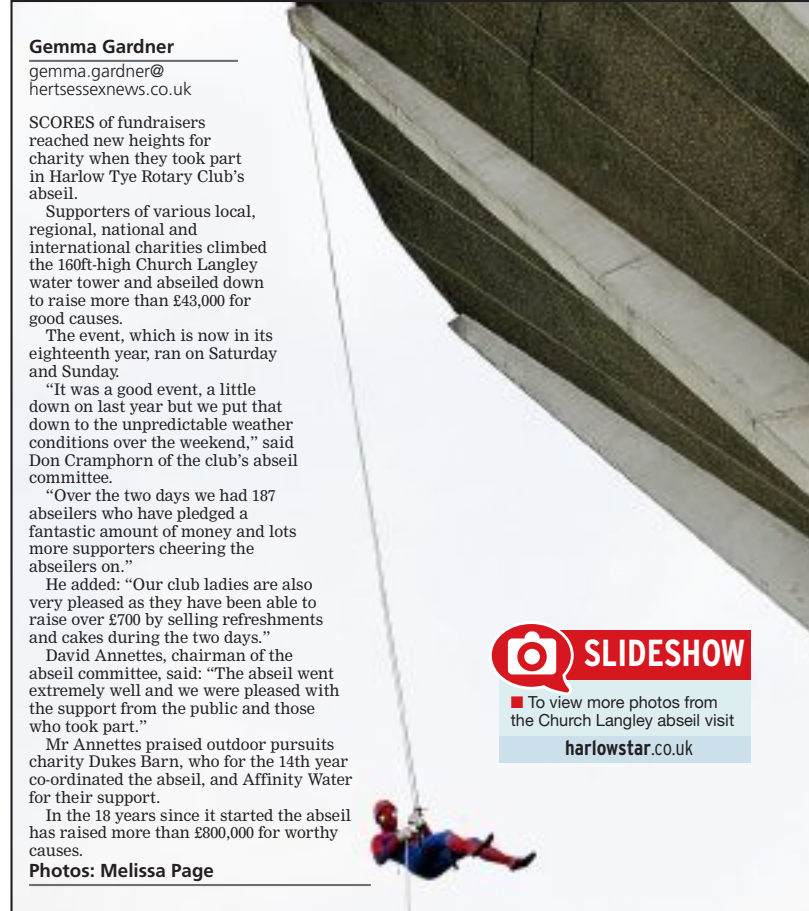 Gemma Gardner
gemma.gardner@
hertsessexnews.co.uk
SCORES of fundraisers
reached new heights for
charity when they took part
in Harlow Tye Rotary Club's
abseil.
Supporters of various local,
regional, national and
international charities climbed
the 160ft-high Church Langley
water tower and abseiled down
to raise more than £43,000 for
good causes.
The event, which is now in its
eighteenth year, ran on Saturday
and Sunday.
“It was a good event, a little
down on last year but we put that
down to the unpredictable weather
conditions over the weekend,” said
Don Cramphorn of the club's abseil
committee.
“Over the two days we had 187
abseilers who have pledged a
fantastic amount of money and lots
more supporters cheering the
abseilers on.”
He added: “Our club ladies are also
very pleased as they have been able to
raise over £700 by selling refreshments
and cakes during the two days.”
David Annettes, chairman of the
abseil committee, said: “The abseil went
extremely well and we were pleased with
the support from the public and those
who took part.”
Mr Annettes praised outdoor pursuits
charity Dukes Barn, who for the 14th year
co-ordinated the abseil, and Affinity Water
for their support.
In the 18 years since it started the abseil
has raised more than £800,000 for worthy
causes.
Photos: Melissa Page
SLIDESHOW
■ To view more photos from
the Church Langley abseil visit
harlowstar.co.uk